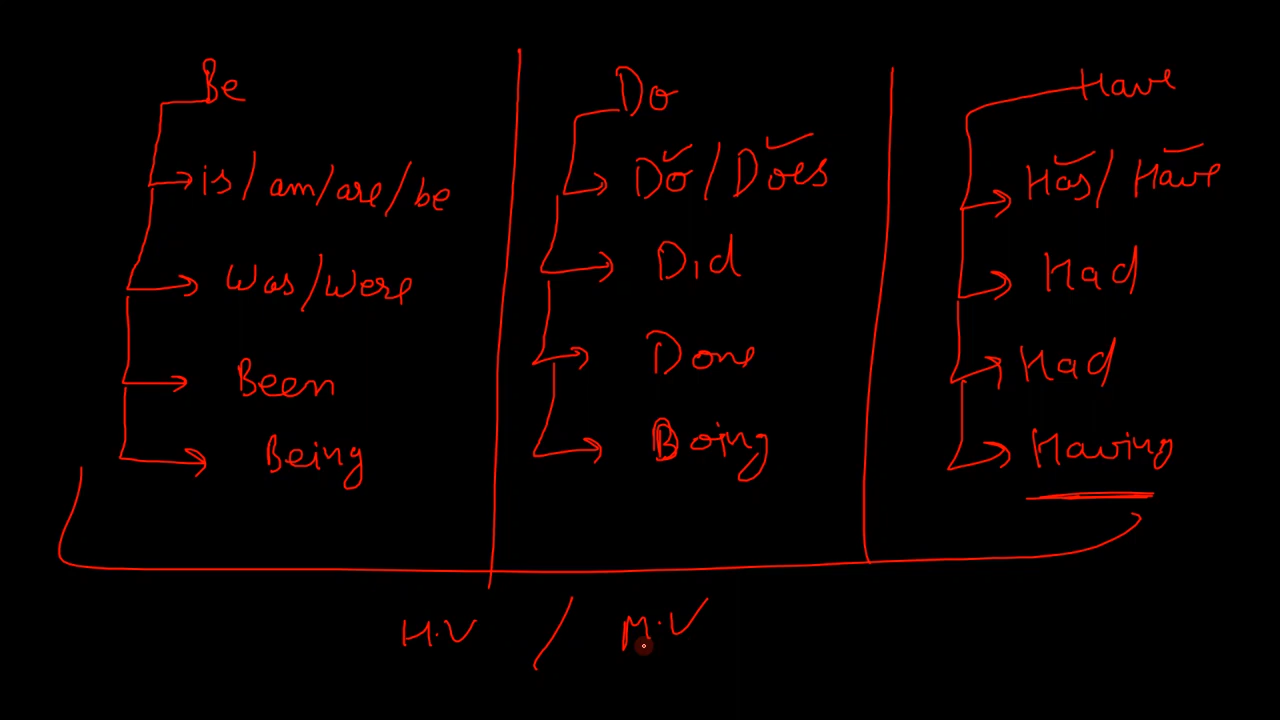 Be
is/am/are/be
Was/were
Been
Being
Do
Do/Does
Did
Done
Boing
Have
Has/Have
Had
Had
Having
H.V / M.V